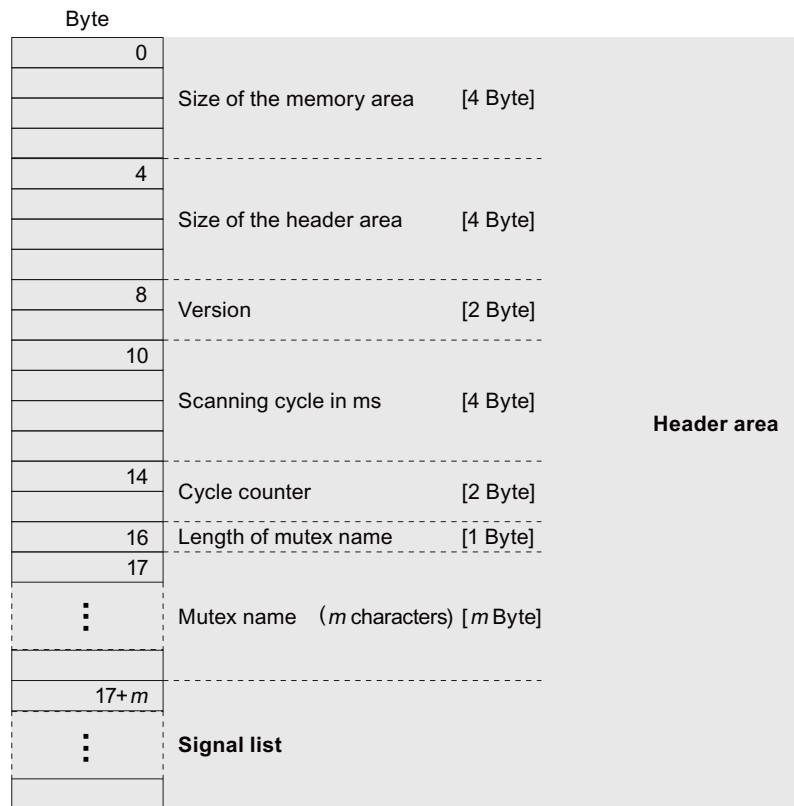 Byte
0
Size of the memory area [4 Byte]
4
Size of the header area [4 Byte]
8
Version [2 Byte]
10
Scanning cycle in ms [4 Byte]
Header area
14
Cycle counter [2 Byte]
16 Length of mutex name [1 Byte]
17
⋮ Mutex name (m characters) [m Byte]
17+m
⋮ Signal list